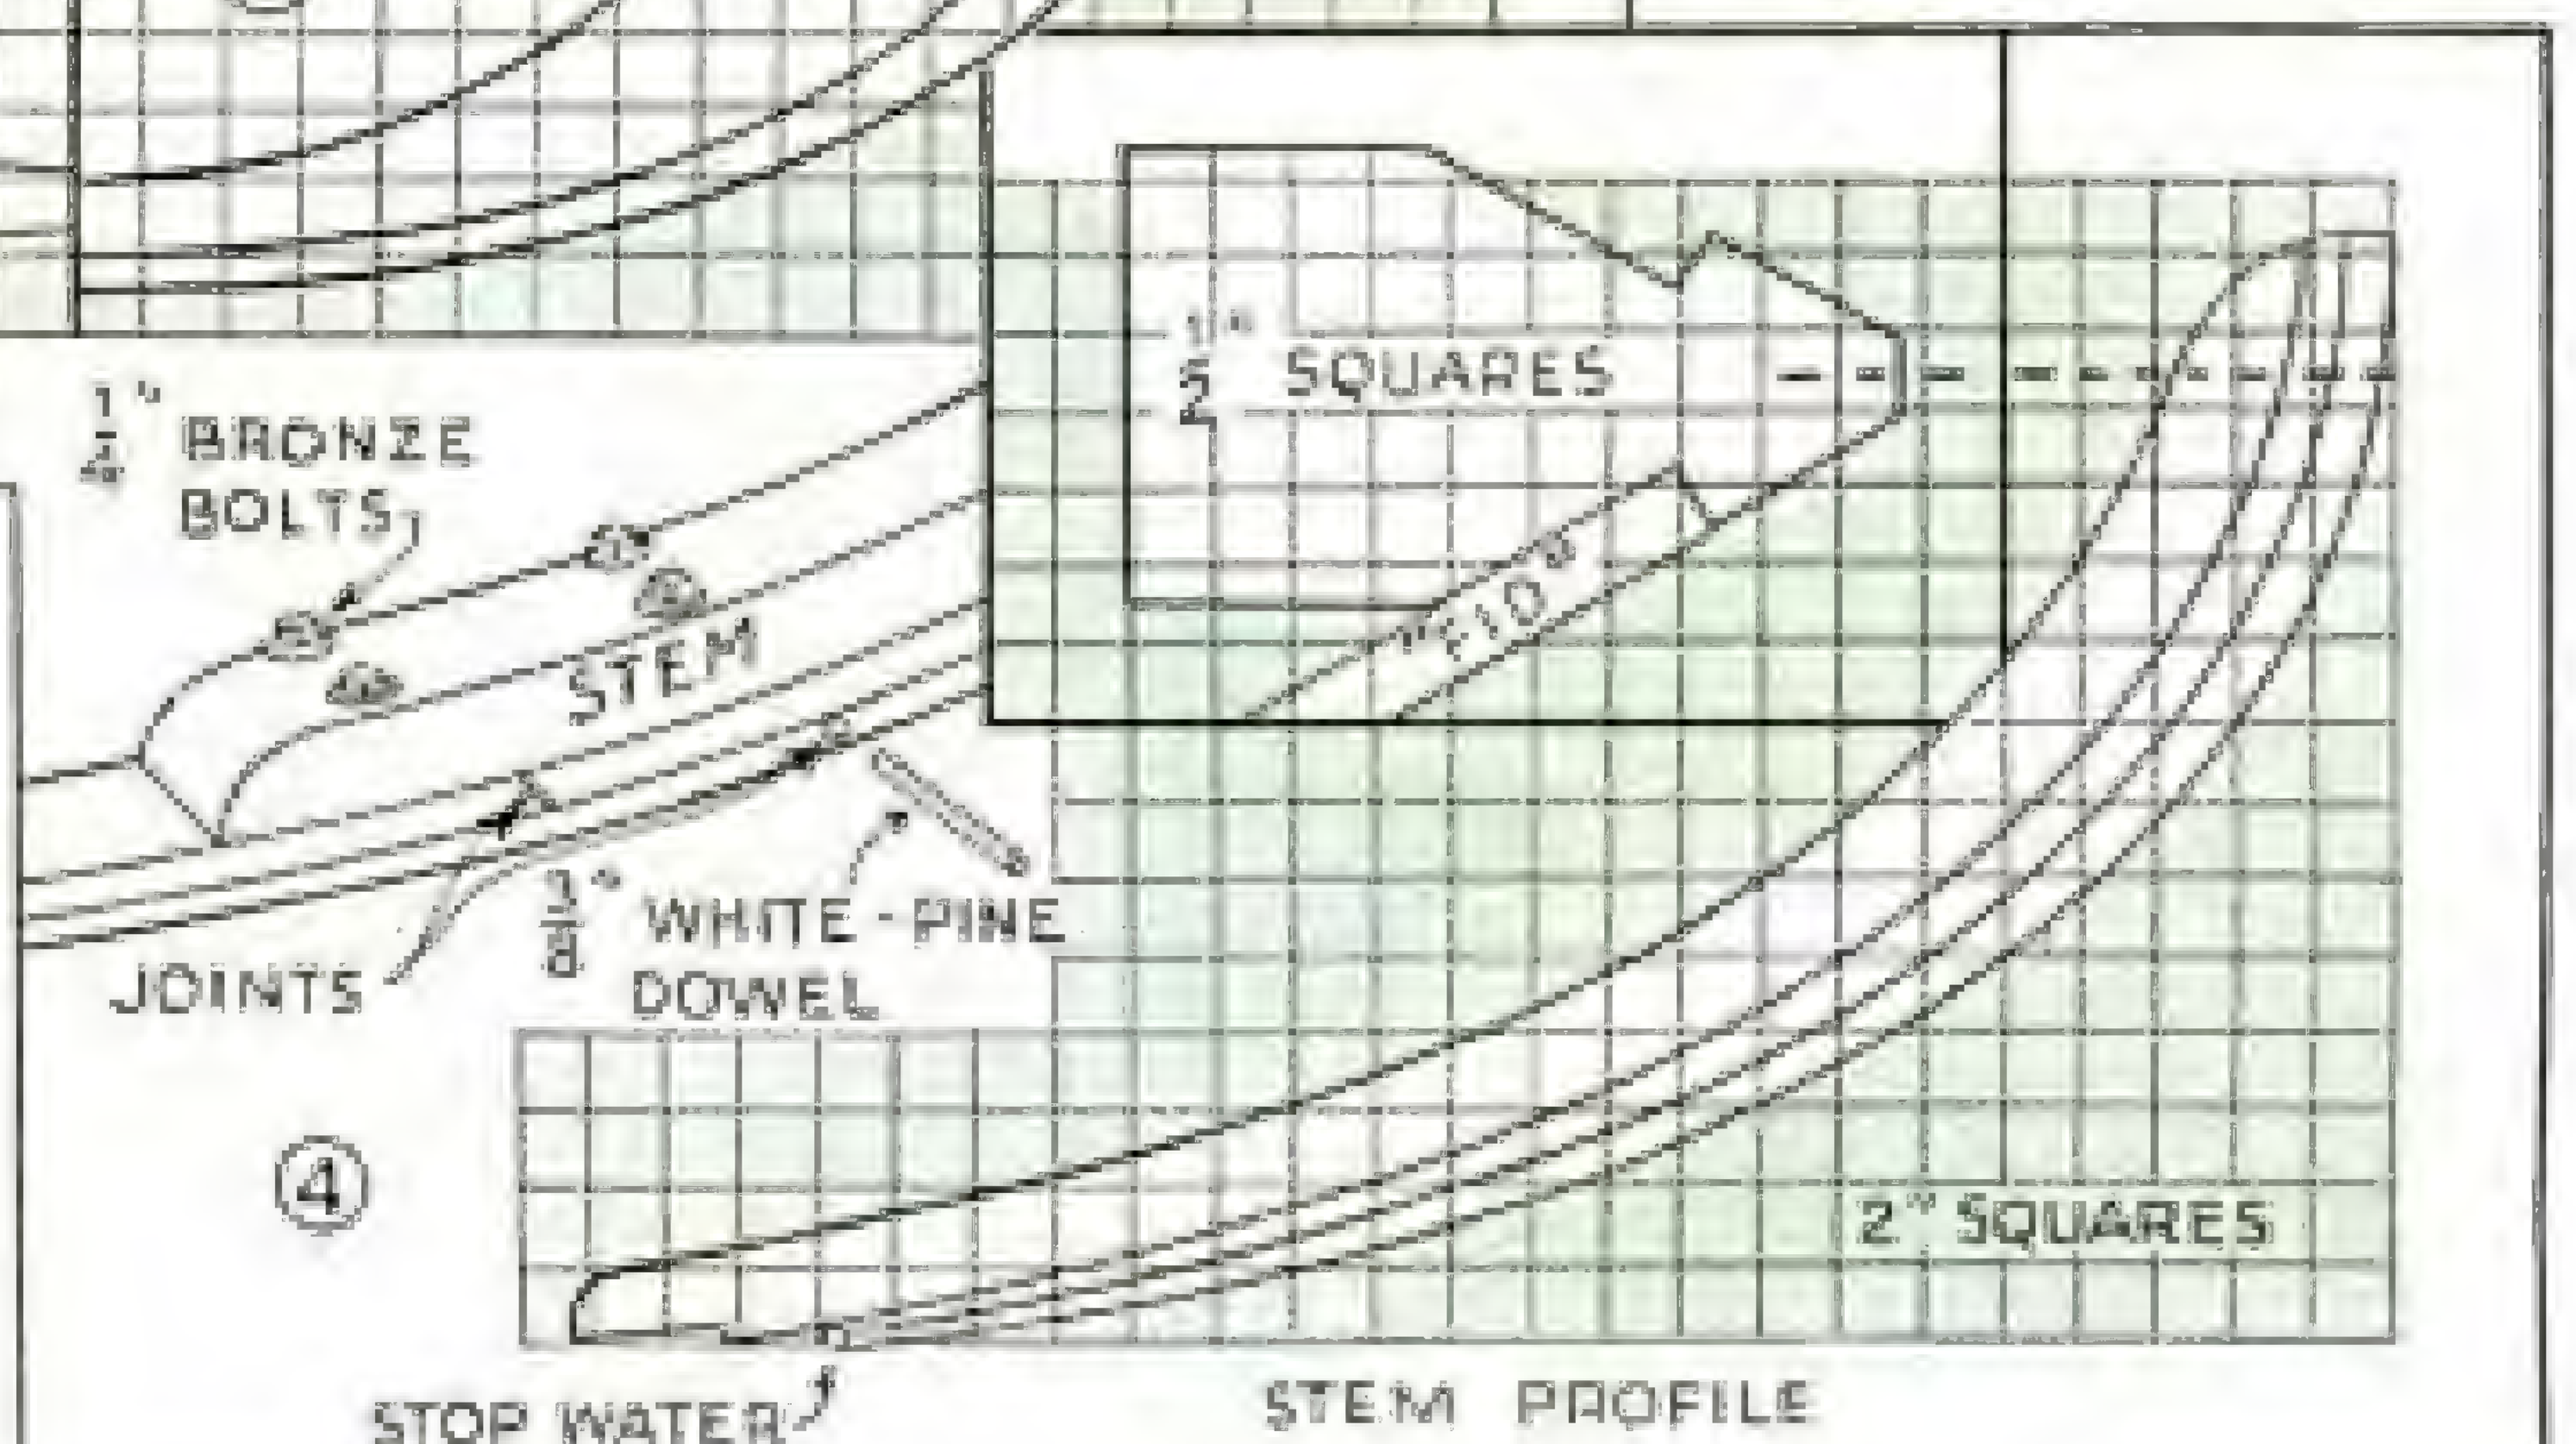 1/2" SQUARES
1/4" BRONZE
BOLTS
STEM
"F10"
3/8" WHITE-PINE
DOWEL
JOINTS
4
2" SQUARES
STEM PROFILE
STOP WATER